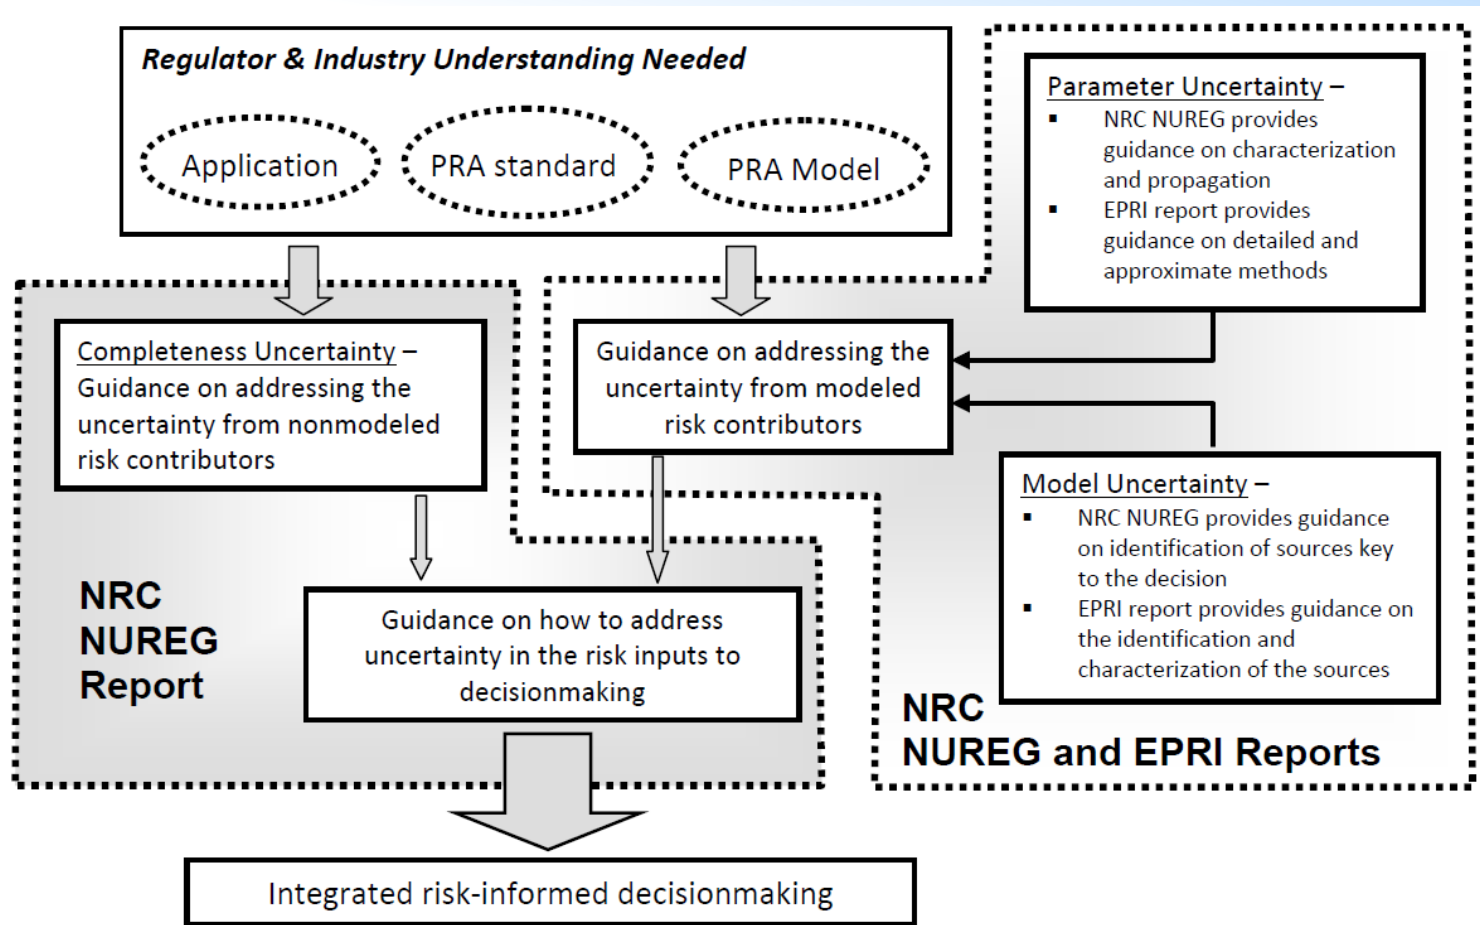 Regulator & Industry Understanding Needed
Application
PRA standard
PRA Model
Parameter Uncertainty –
▪ NRC NUREG provides
guidance on characterization
and propagation
▪ EPRI report provides
guidance on detailed and
approximate methods
Completeness Uncertainty –
Guidance on addressing the
uncertainty from nonmodeled
risk contributors
Guidance on addressing the
uncertainty from modeled
risk contributors
Model Uncertainty –
▪ NRC NUREG provides guidance
on identification of sources key
to the decision
▪ EPRI report provides guidance on
the identification and
characterization of the sources
NRC
NUREG
Report
Guidance on how to address
uncertainty in the risk inputs to
decisionmaking
NRC
NUREG and EPRI Reports
Integrated risk-informed decisionmaking